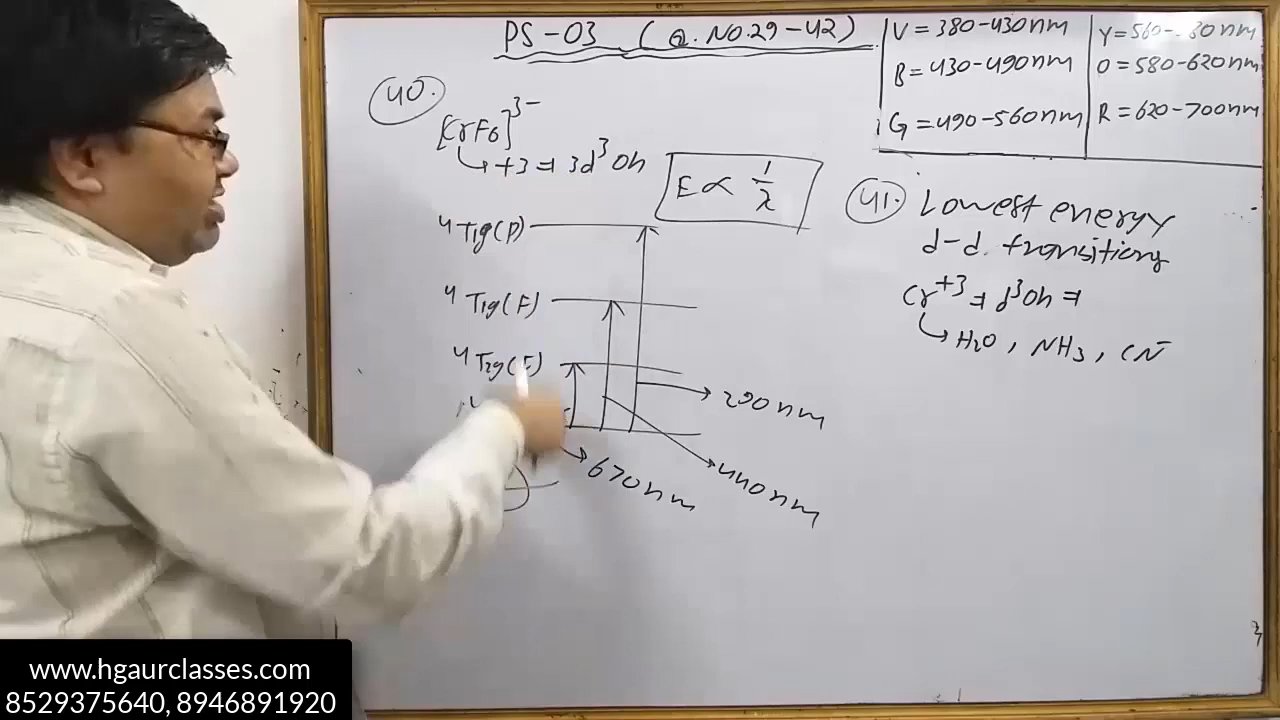 PS-03 (Q.NO.29-42)
V = 380-430nm
B = 430-490nm
G = 490-560nm
Y = 560-
O = 580-620nm
R = 620-700nm
40.
[CrF6]3-
+3 = 3d3 Oh
E ∝ 1/λ
4T1g(P)
4T1g(F)
4T2g(F)
290nm
440nm
670nm
41. Lowest energy
d-d. transitions
Cr+3 = d3Oh =
H2O, NH3, CN-
www.hgaurclasses.com
8529375640, 8946891920